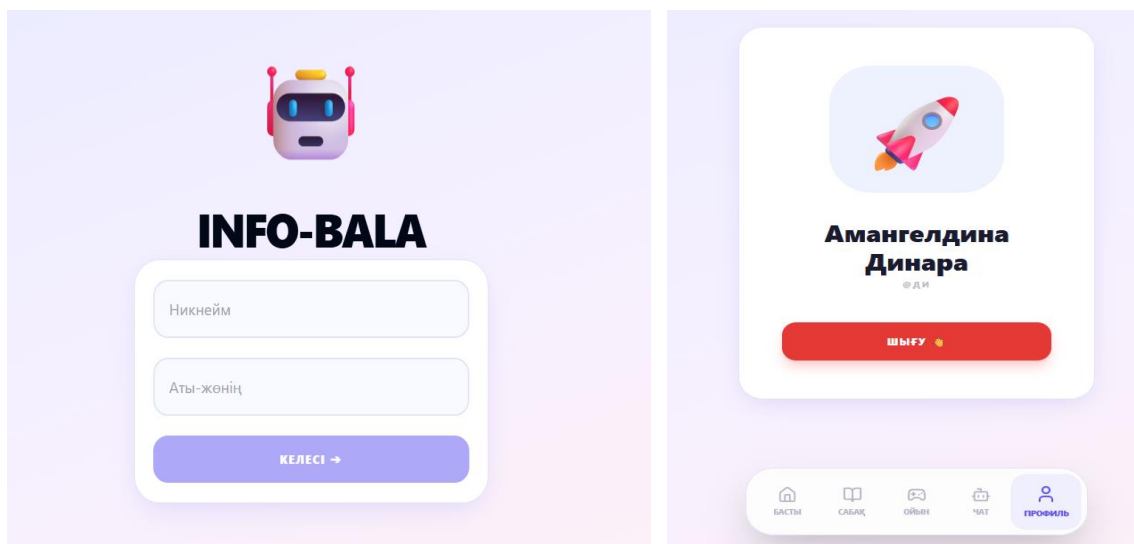 INFO-BALA
Никнейм
Аты-жөнің
КЕЛЕСІ →
Амангелдина
Динара
@ДИ
ШЫҒУ 👋
БАСТЫ
САБАҚ
ОЙЫН
ЧАТ
ПРОФИЛЬ